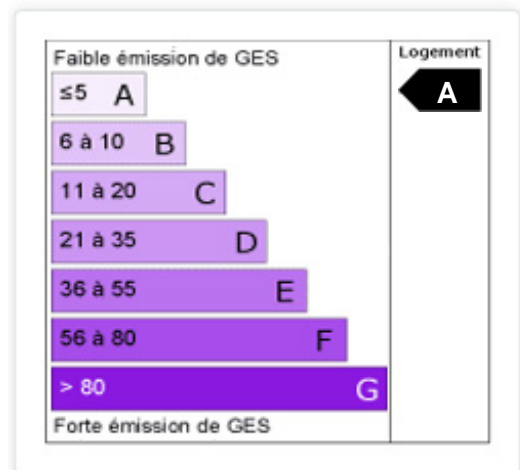 Faible émission de GES
Logement
≤5 A
A
6 à 10 B
11 à 20 C
21 à 35 D
36 à 55 E
56 à 80 F
> 80 G
Forte émission de GES